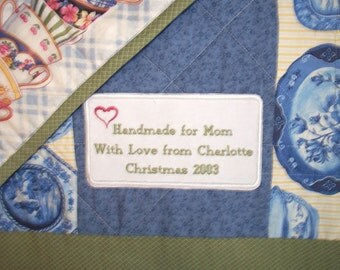 Handmade for Mom
With Love from Charlotte
Christmas 2003